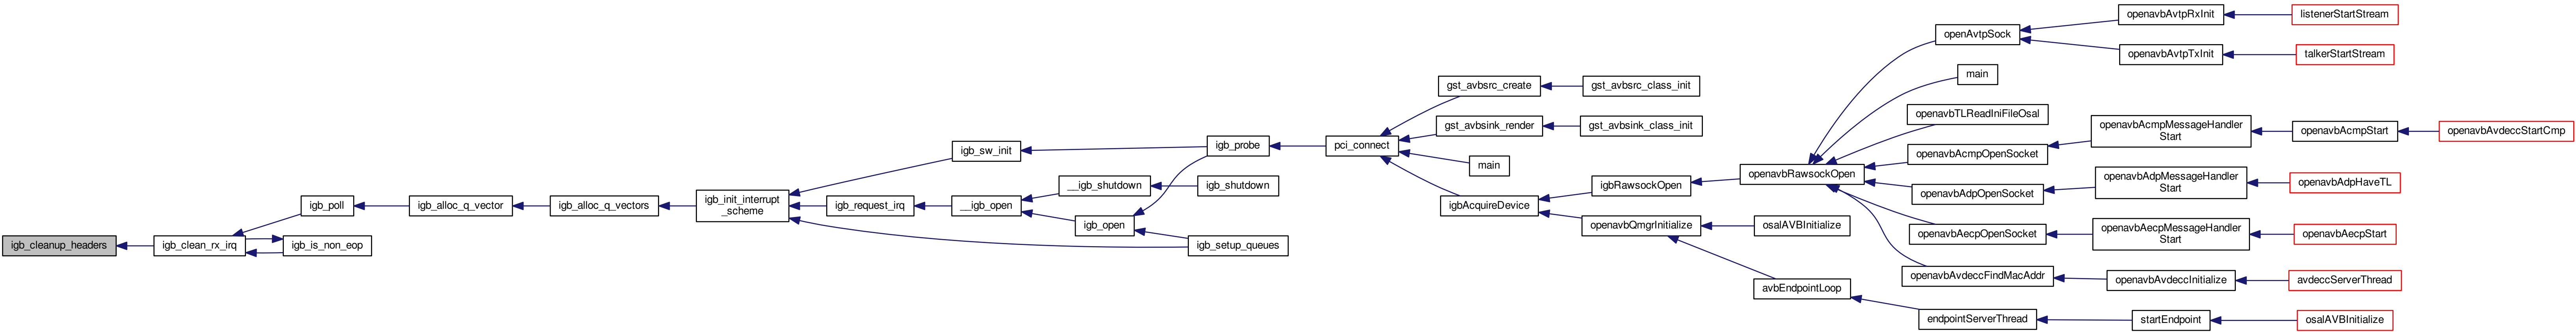 igb_cleanup_headers
igb_clean_rx_irq
igb_poll
igb_is_non_eop
igb_alloc_q_vector
igb_alloc_q_vectors
igb_init_interrupt
_scheme
igb_sw_init
igb_request_irq
__igb_open
__igb_shutdown
igb_open
igb_probe
igb_shutdown
igb_setup_queues
pci_connect
gst_avbsrc_create
gst_avbsink_render
main
igbAcquireDevice
gst_avbsrc_class_init
gst_avbsink_class_init
igbRawsockOpen
openavbQmgrInitialize
openavbRawsockOpen
osalAVBInitialize
avbEndpointLoop
openAvtpSock
main
openavbTLReadIniFileOsal
openavbAcmpOpenSocket
openavbAdpOpenSocket
openavbAecpOpenSocket
openavbAvdeccFindMacAddr
endpointServerThread
openavbAvtpRxInit
openavbAvtpTxInit
openavbAcmpMessageHandler
Start
openavbAdpMessageHandler
Start
openavbAecpMessageHandler
Start
openavbAvdeccInitialize
startEndpoint
listenerStartStream
talkerStartStream
openavbAcmpStart
openavbAdpHaveTL
openavbAecpStart
avdeccServerThread
osalAVBInitialize
openavbAvdeccStartCmp